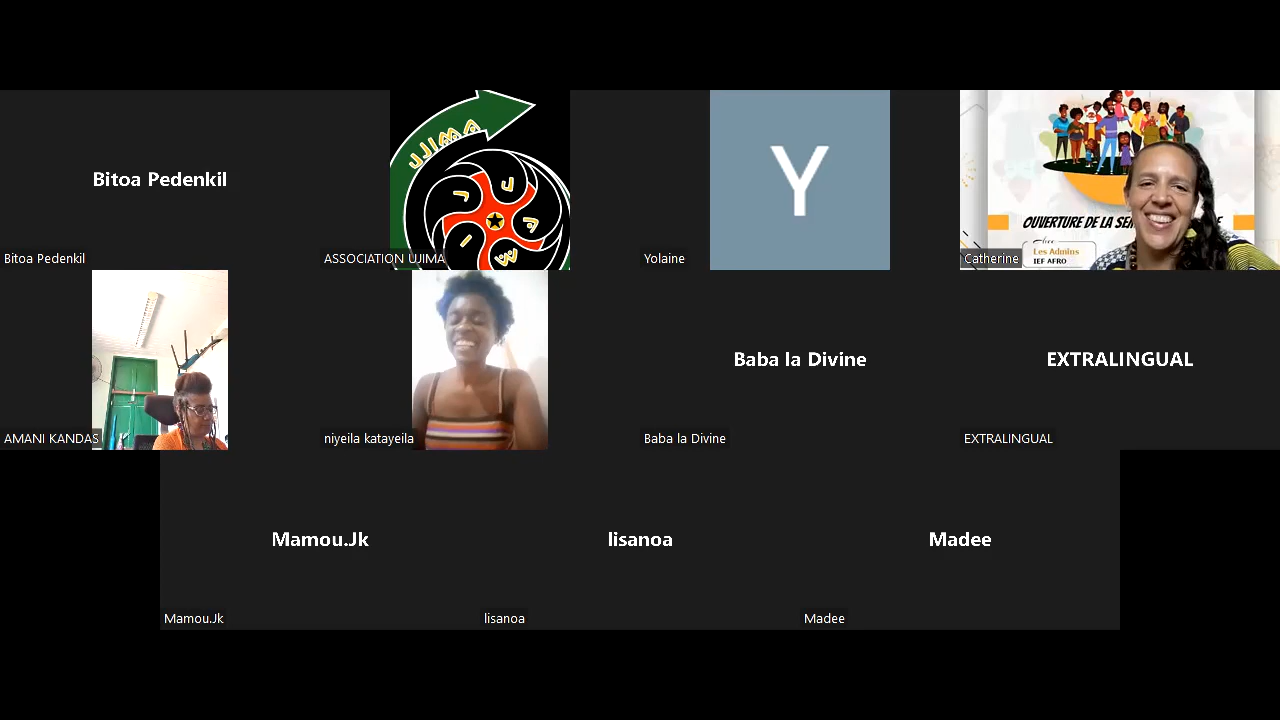 Bitoa Pedenkil
Bitoa Pedenkil
UJIMA
U
J
I
M
A
ASSOCIATION UJIMA
Y
Yolaine
OUVERTURE DE LA
Les Admins
IEF AFRO
Catherine
AMANI KANDAS
niyeila katayeila
Baba la Divine
Baba la Divine
EXTRALINGUAL
EXTRALINGUAL
Mamou.Jk
Mamou.Jk
lisanoa
lisanoa
Madee
Madee